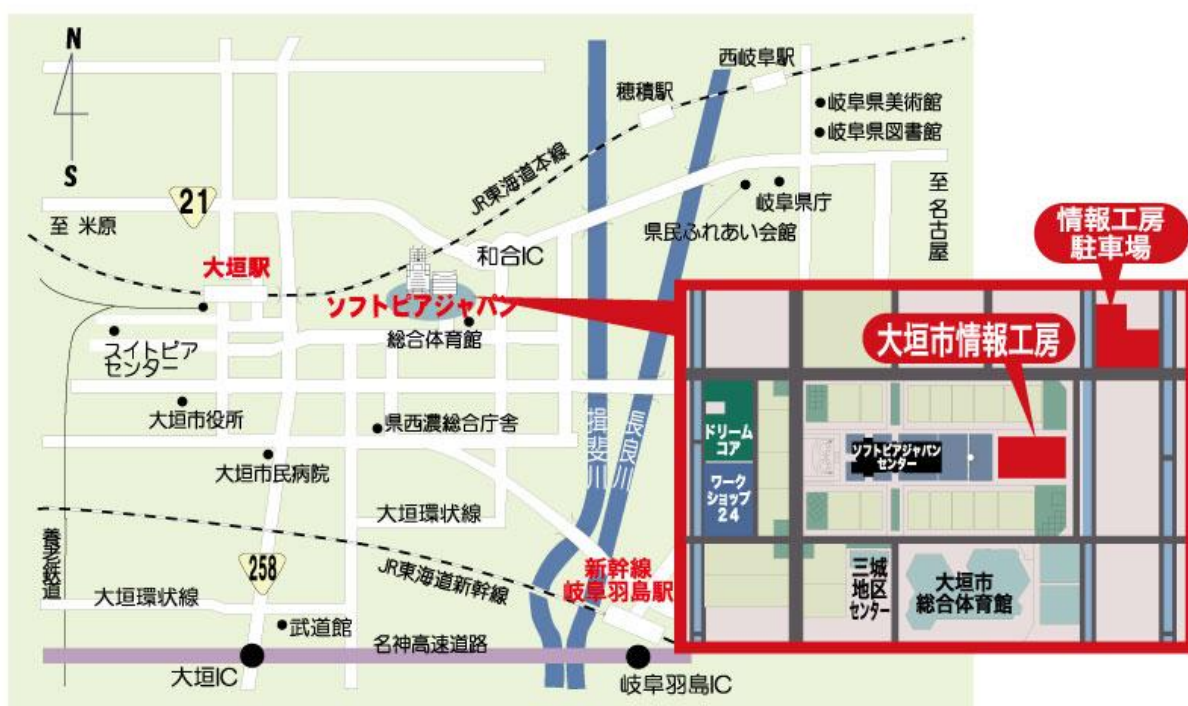 N
S
21
至 米原
JR東海道本線
穂積駅
西岐阜駅
岐阜県美術館
岐阜県図書館
岐阜県庁
県民ふれあい会館
至 名古屋
大垣駅
和合IC
ソフトピアジャパン
総合体育館
スイトピア
センター
大垣市役所
県西濃総合庁舎
大垣市民病院
揖斐川
長良川
大垣環状線
養老鉄道
258
JR東海道新幹線
新幹線
岐阜羽島駅
大垣環状線
武道館
名神高速道路
大垣IC
岐阜羽島IC
情報工房
駐車場
大垣市情報工房
ドリーム
コア
ソフトピアジャパン
センター
ワーク
ショップ
24
三城
地区
センター
大垣市
総合体育館